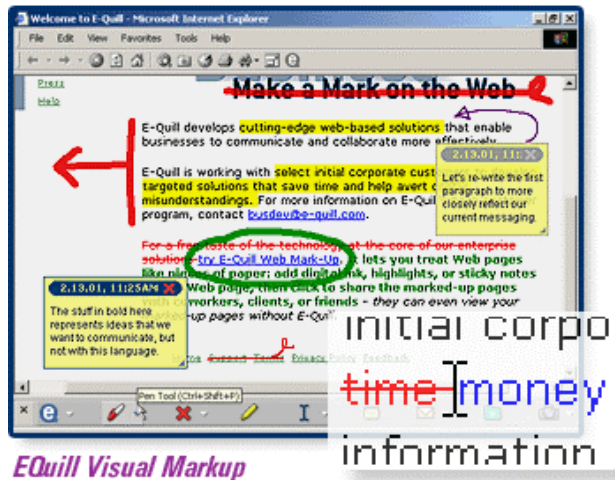 Welcome to E-Quill - Microsoft Internet Explorer
File Edit View Favorites Tools Help
Press
Help
Make a Mark on the Web
E-Quill develops cutting-edge web-based solutions that enable
businesses to communicate and collaborate more effectively.
2.13.01, 11:
Let's re-write the first
paragraph to more
closely reflect our
current messaging.
E-Quill is working with select initial corporate
targeted solutions that save time and help avert
misunderstandings. For more information on E-Quill
program, contact busdev@e-quill.com.
For a free taste of the technology at the core of our enterprise
solutions try E-Quill Web Mark-Up. lets you treat Web pages
like pieces of paper: add digital ink, highlights, or sticky notes
Web page, then click to share the marked-up pages
coworkers, clients, or friends - they can even view your
marked-up pages without E-Quill
2.13.01, 11:25AM
The stuff in bold here
represents ideas that we
want to communicate, but
not with this language.
Support Terms Privacy Policy Feedback
Pen Tool (Ctrl+Shift+P)
initial corpo
time money
information
EQuill Visual Markup